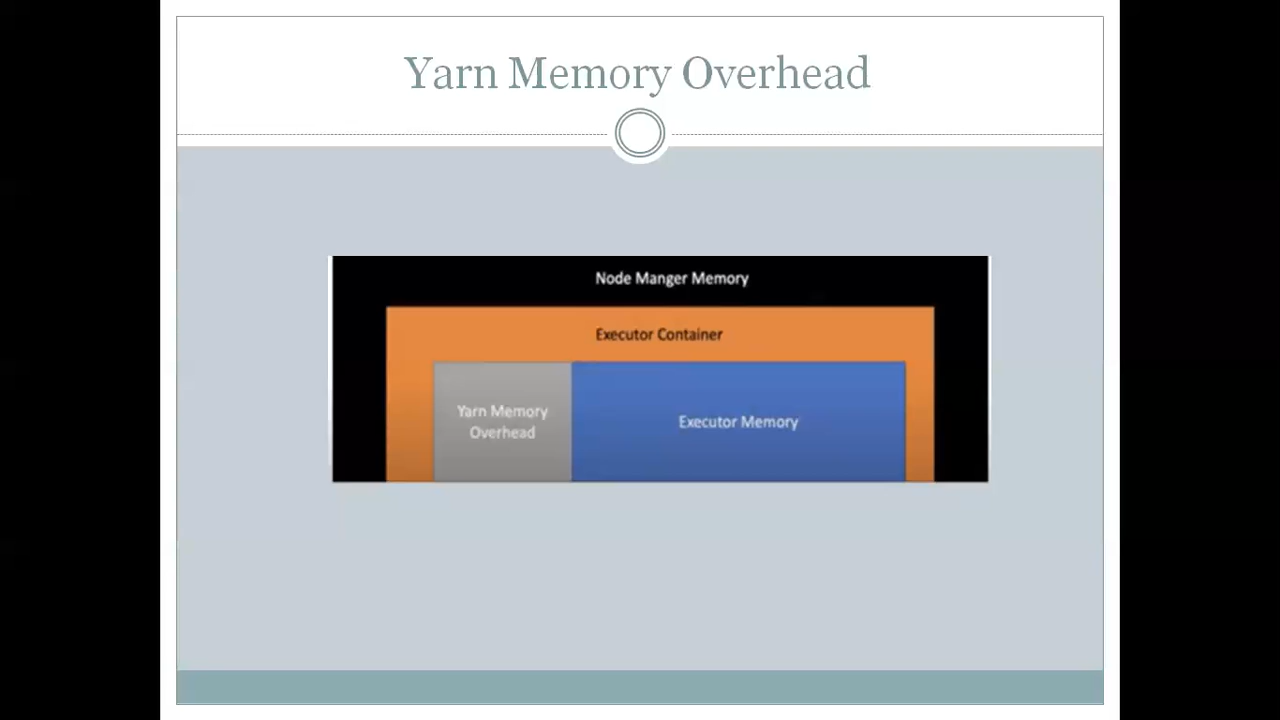 Yarn Memory Overhead
Node Manger Memory
Executor Container
Yarn Memory
Overhead
Executor Memory